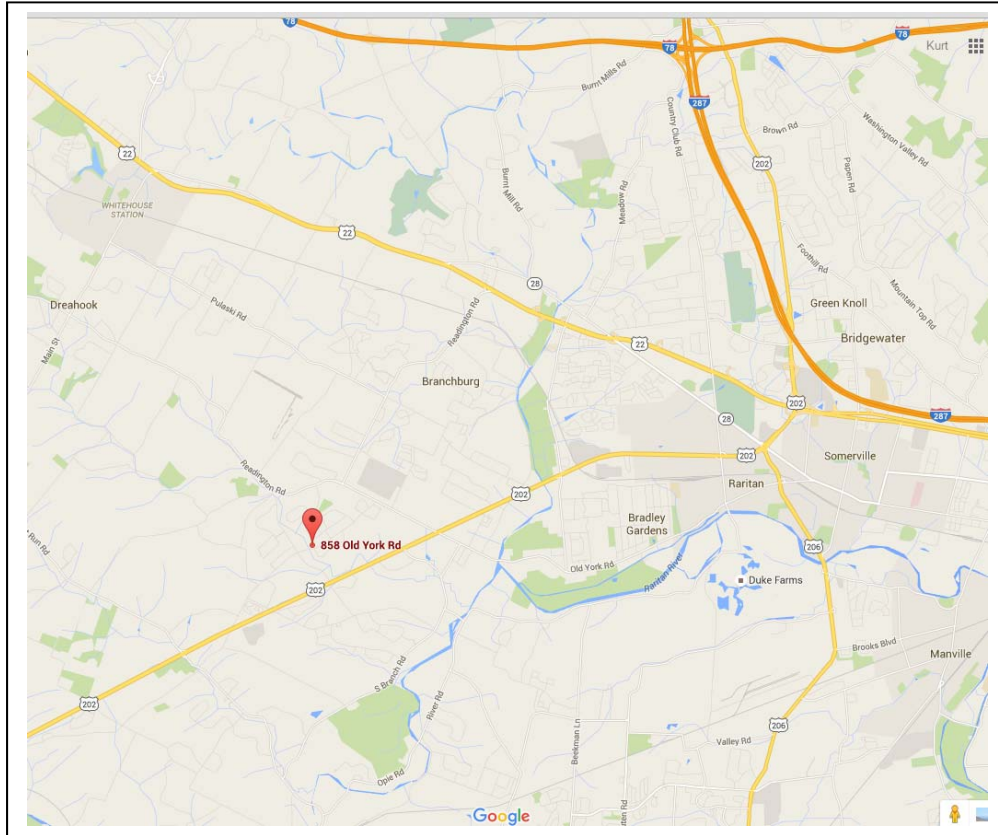 78
78
78
Kurt
Burnt Mills Rd
287
Country Club Rd
Brown Rd
Washington Valley Rd
22
202
Papen Rd
WHITEHOUSE
STATION
Burnt Mill Rd
Meadow Rd
22
Foothill Rd
28
Mountain Top Rd
Dreahook
Pulaski Rd
Readington Rd
Green Knoll
Main St
22
Bridgewater
Branchburg
202
287
28
Somerville
202
Readington Rd
Raritan
202
Bradley
Gardens
858 Old York Rd
Run Rd
206
Old York Rd
Raritan River
Duke Farms
202
Brooks Blvd
Manville
S Branch Rd
202
River Rd
206
Beekman Ln
Valley Rd
Opie Rd
Google